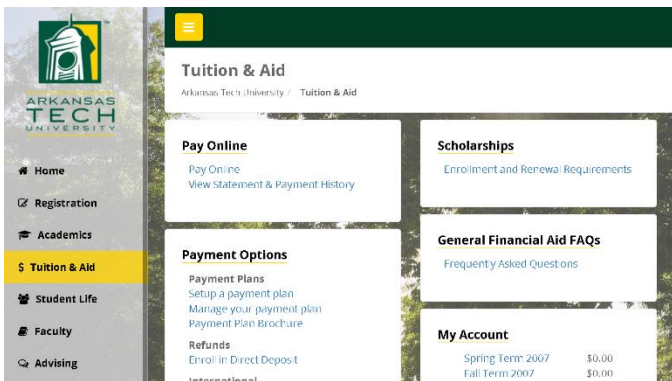 ARKANSAS
TECH
UNIVERSITY
Home
Registration
Academics
$ Tuition & Aid
Student Life
Faculty
Advising
Tuition & Aid
Arkansas Tech University / Tuition & Aid
Pay Online
Pay Online
View Statement & Payment History
Payment Options
Payment Plans
Setup a payment plan
Manage your payment plan
Payment Plan Brochure
Refunds
Enroll in Direct Deposit
International
Scholarships
Enrollment and Renewal Requirements
General Financial Aid FAQs
Frequently Asked Questions
My Account
Spring Term 2007 $0.00
Fall Term 2007 $0.00